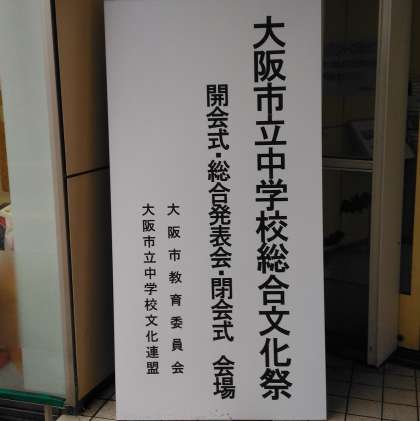 大阪市立中学校総合文化祭
開会式・総合発表会・閉会式　会場
大阪市教育委員会
大阪市立中学校文化連盟